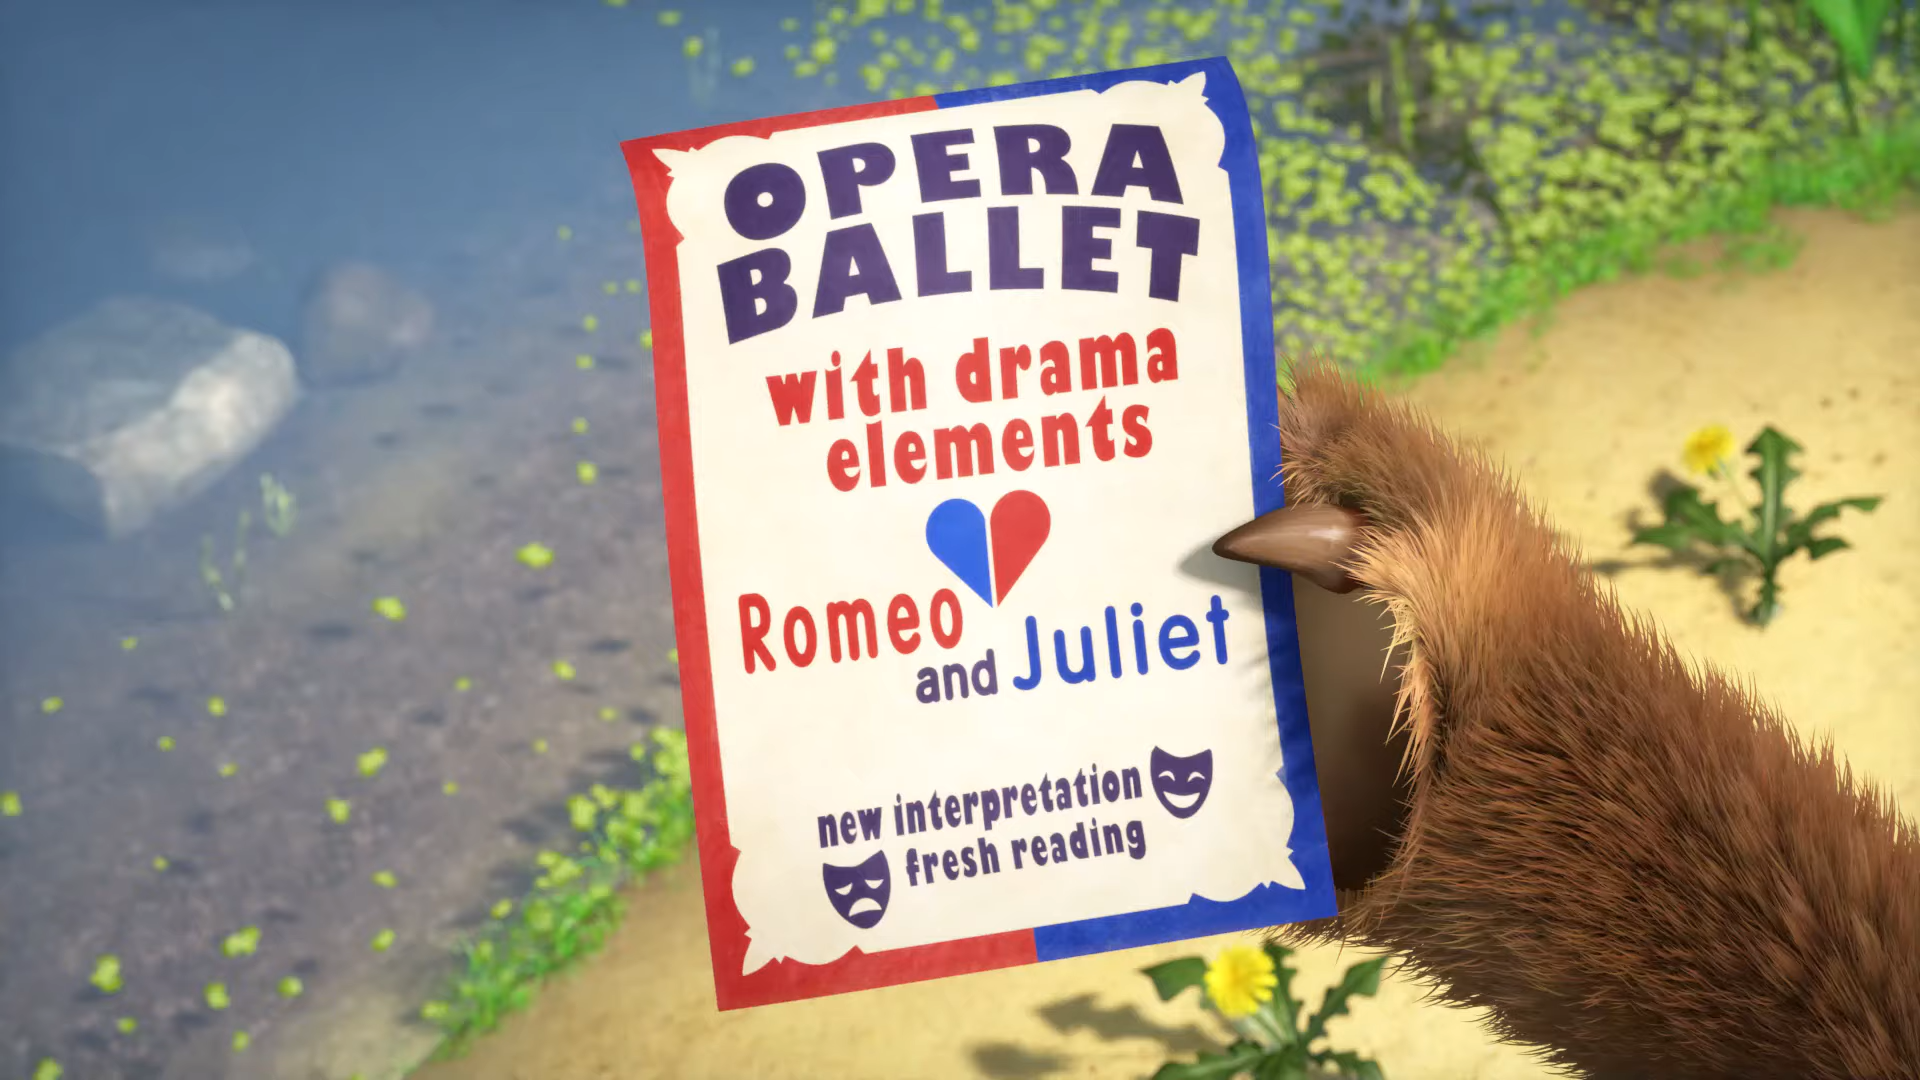 OPERA
BALLET
with drama
elements
Romeo
and Juliet
new interpretation
fresh reading